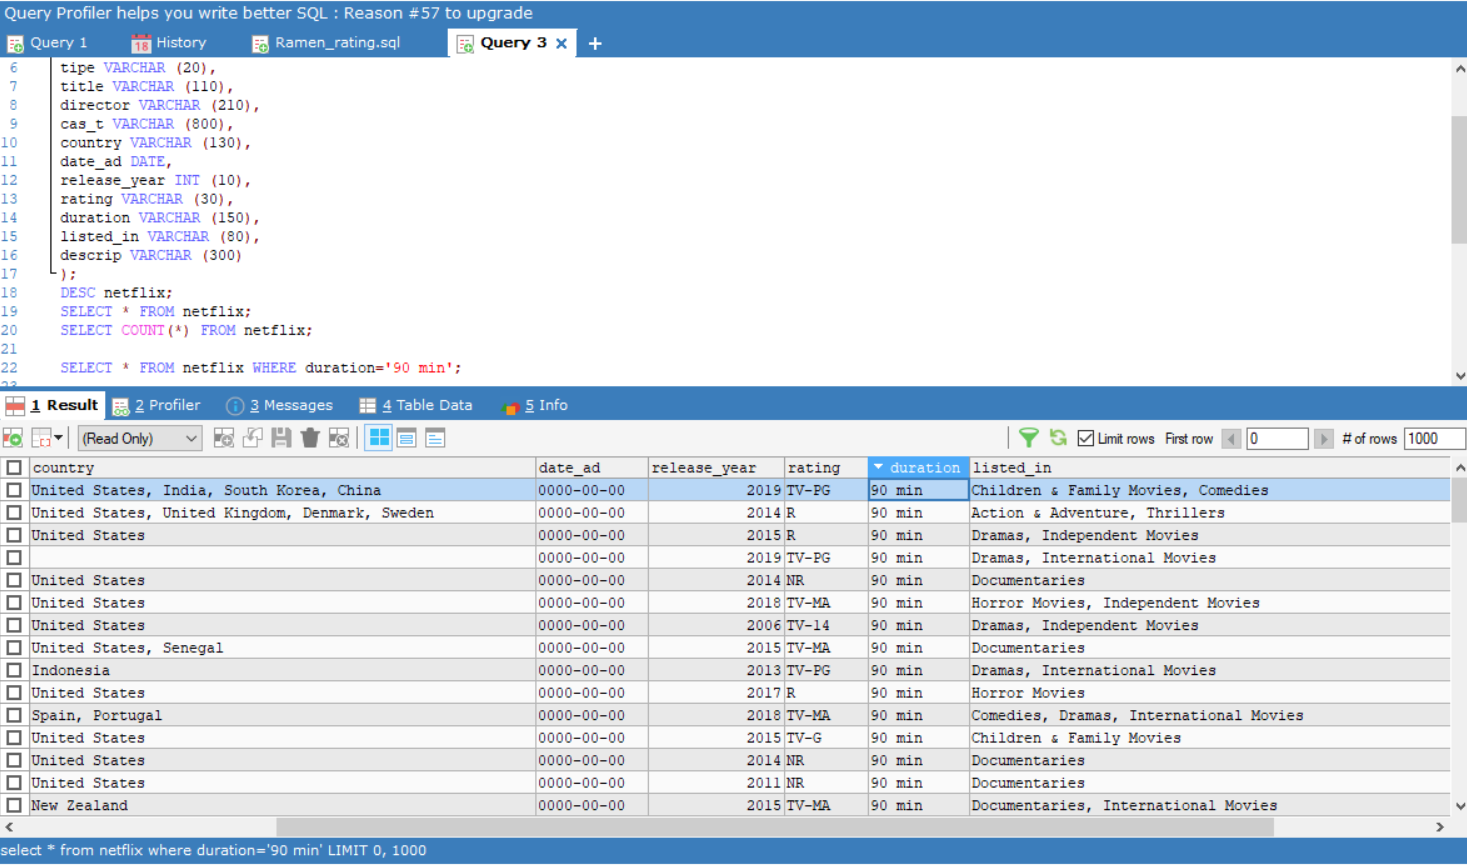 Query Profiler helps you write better SQL : Reason #57 to upgrade
Query 1 18 History Ramen_rating.sql Query 3 × +
6 tipe VARCHAR (20),
7 title VARCHAR (110),
8 director VARCHAR (210),
9 cas_t VARCHAR (800),
10 country VARCHAR (130),
11 date_ad DATE,
12 release_year INT (10),
13 rating VARCHAR (30),
14 duration VARCHAR (150),
15 listed_in VARCHAR (80),
16 descrip VARCHAR (300)
17 );
18 DESC netflix;
19 SELECT * FROM netflix;
20 SELECT COUNT(*) FROM netflix;
21
22 SELECT * FROM netflix WHERE duration='90 min';
23
1 Result 2 Profiler 3 Messages 4 Table Data 5 Info
(Read Only) Limit rows First row 0 # of rows 1000
country date_ad release_year rating duration listed_in
United States, India, South Korea, China 0000-00-00 2019 TV-PG 90 min Children & Family Movies, Comedies
United States, United Kingdom, Denmark, Sweden 0000-00-00 2014 R 90 min Action & Adventure, Thrillers
United States 0000-00-00 2015 R 90 min Dramas, Independent Movies
0000-00-00 2019 TV-PG 90 min Dramas, International Movies
United States 0000-00-00 2014 NR 90 min Documentaries
United States 0000-00-00 2018 TV-MA 90 min Horror Movies, Independent Movies
United States 0000-00-00 2006 TV-14 90 min Dramas, Independent Movies
United States, Senegal 0000-00-00 2015 TV-MA 90 min Documentaries
Indonesia 0000-00-00 2013 TV-PG 90 min Dramas, International Movies
United States 0000-00-00 2017 R 90 min Horror Movies
Spain, Portugal 0000-00-00 2018 TV-MA 90 min Comedies, Dramas, International Movies
United States 0000-00-00 2015 TV-G 90 min Children & Family Movies
United States 0000-00-00 2014 NR 90 min Documentaries
United States 0000-00-00 2011 NR 90 min Documentaries
New Zealand 0000-00-00 2015 TV-MA 90 min Documentaries, International Movies
select * from netflix where duration='90 min' LIMIT 0, 1000